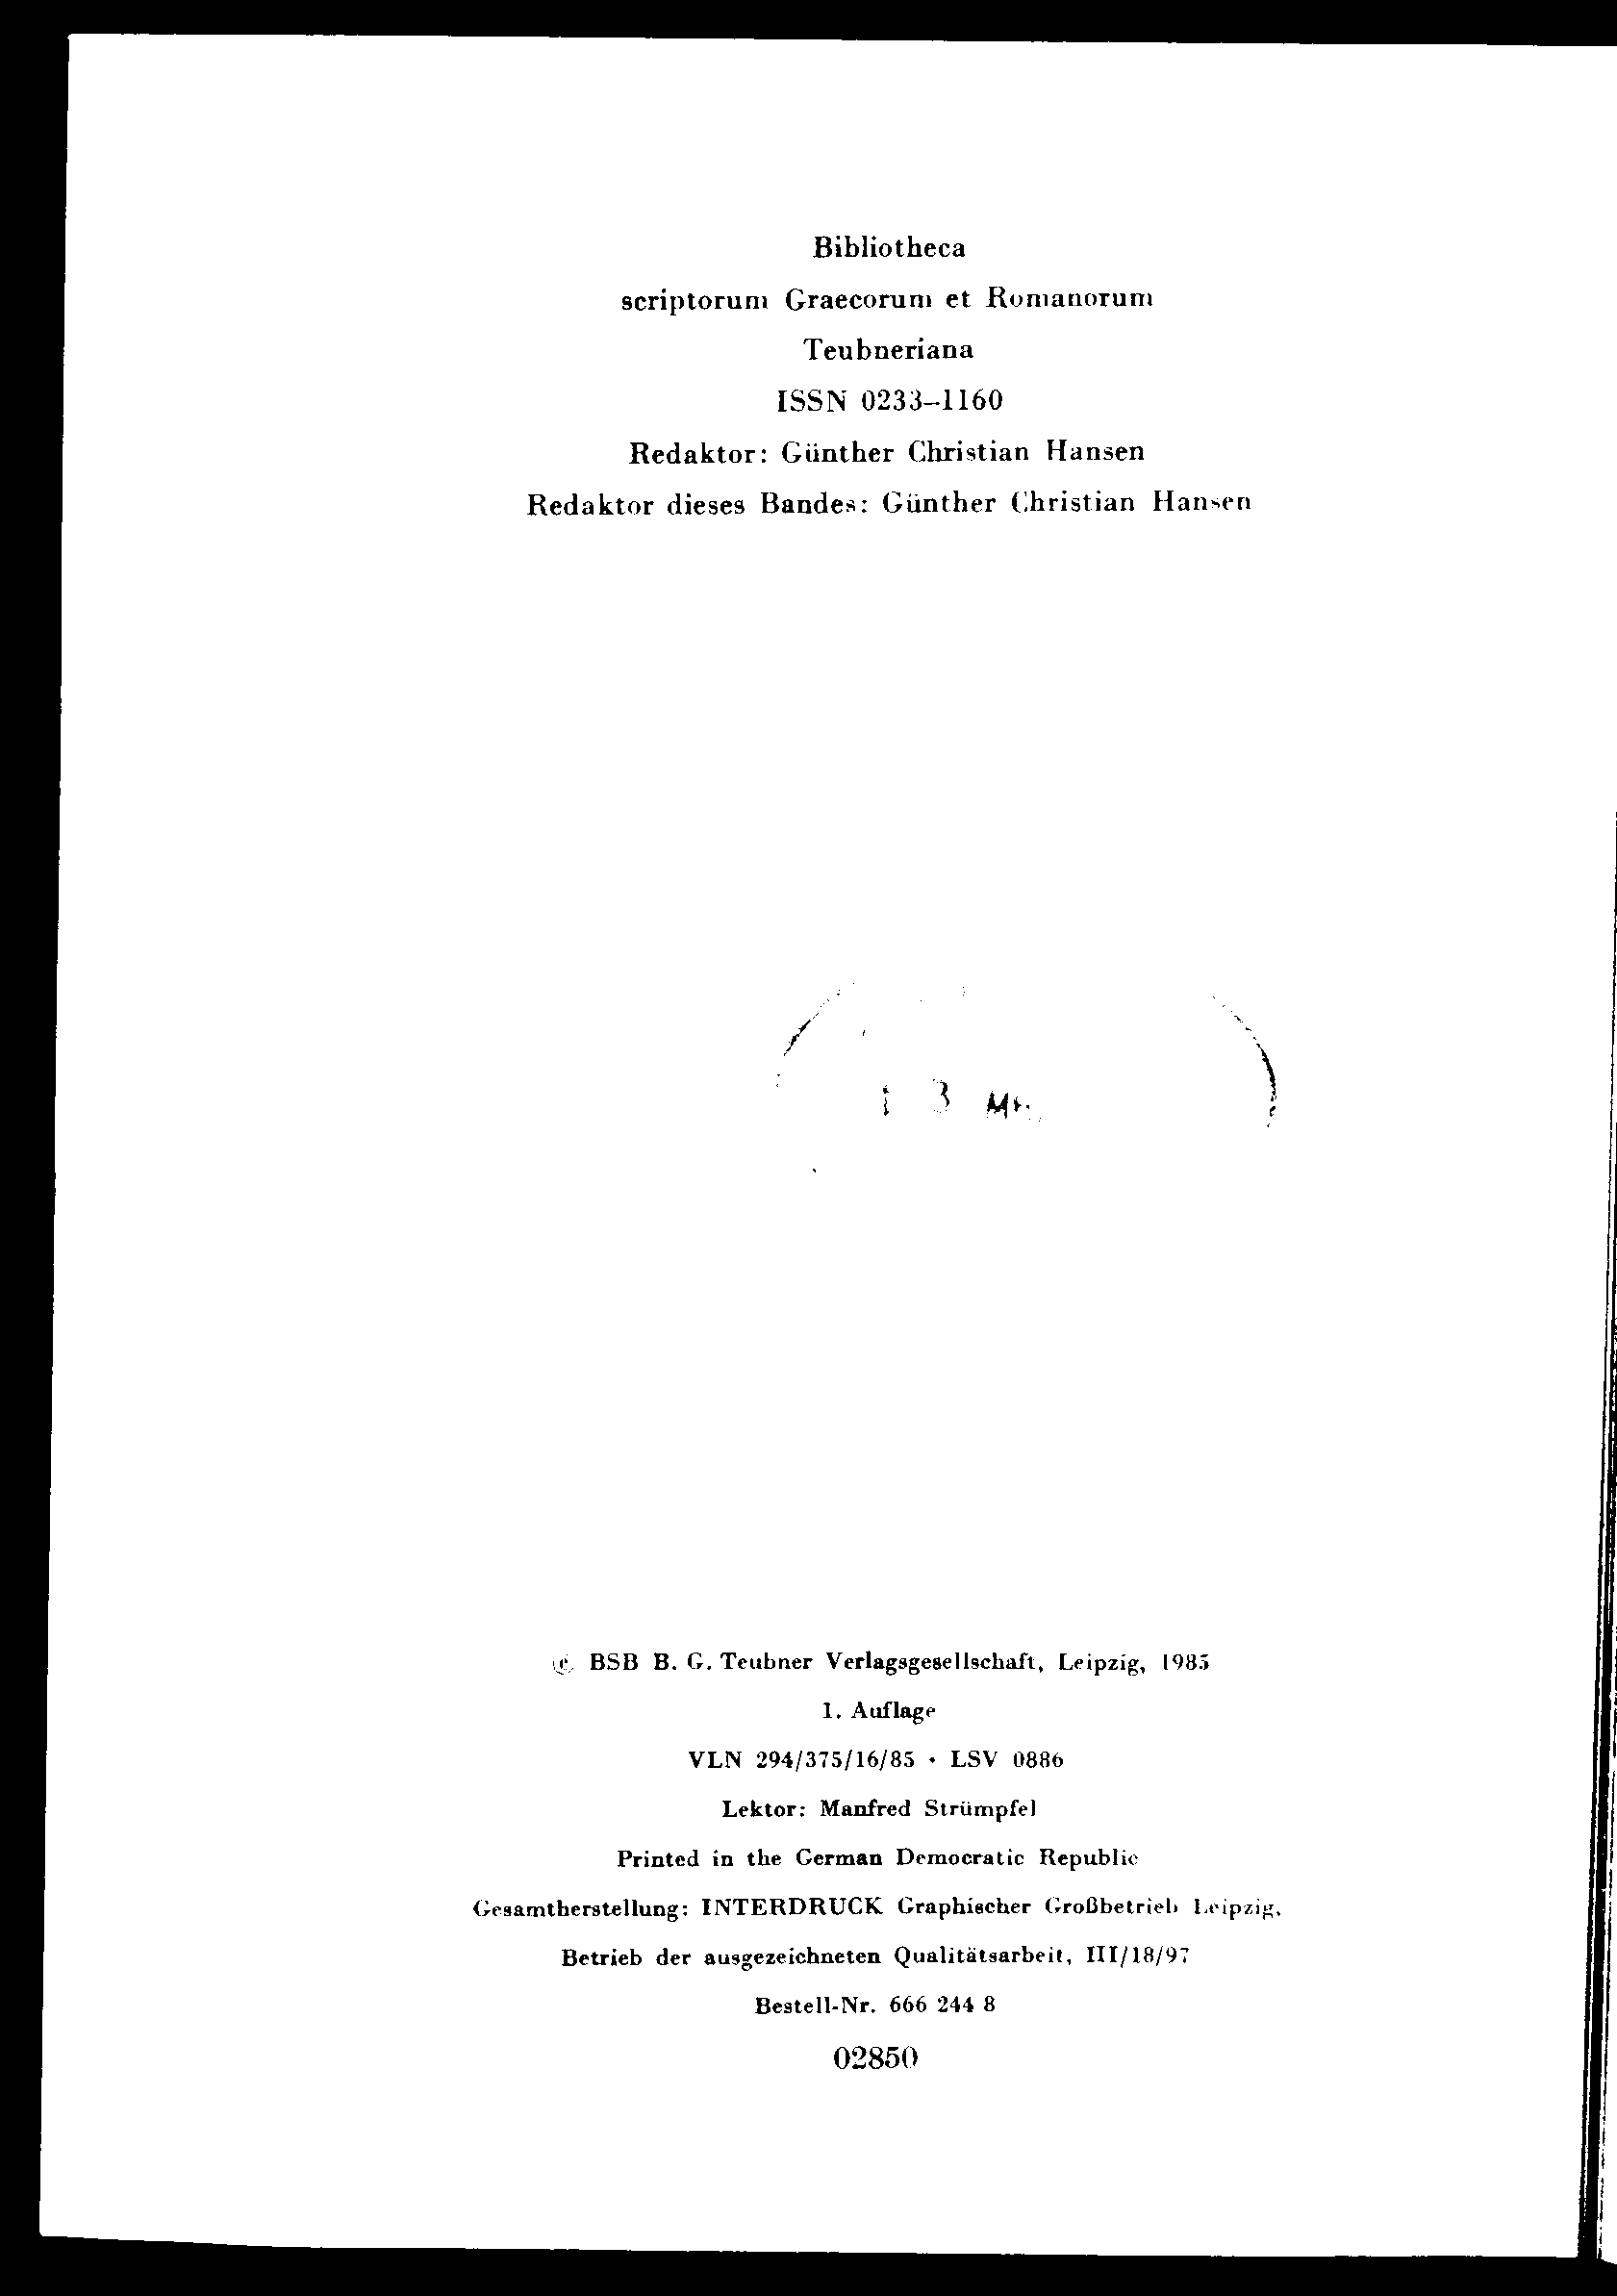 Bibliotheca
scriptorum Graecorum et Romanorum
Teubneriana
ISSN 0233–1160
Redaktor: Günther Christian Hansen
Redaktor dieses Bandes: Günther Christian Hansen
1 3
© BSB B. G. Teubner Verlagsgesellschaft, Leipzig, 1985
1. Auflage
VLN 294/375/16/85 · LSV 0886
Lektor: Manfred Strümpfel
Printed in the German Democratic Republic
Gesamtherstellung: INTERDRUCK Graphischer Großbetrieb Leipzig,
Betrieb der ausgezeichneten Qualitätsarbeit, III/18/97
Bestell-Nr. 666 244 8
02850